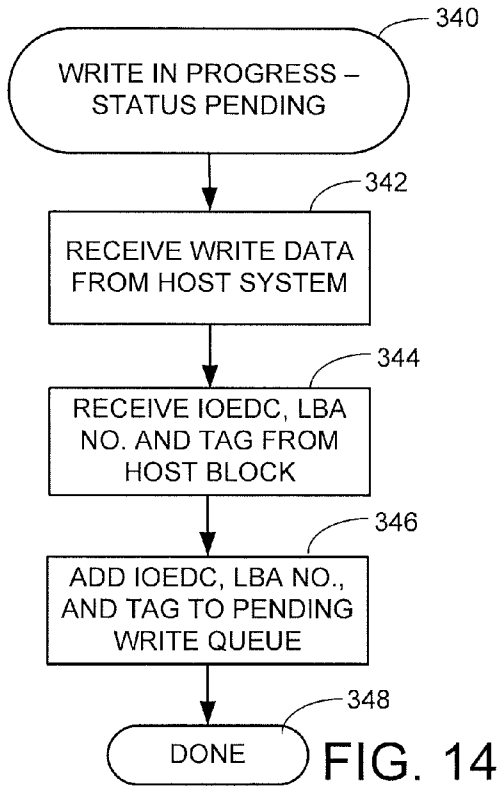 340
WRITE IN PROGRESS –
STATUS PENDING
342
RECEIVE WRITE DATA
FROM HOST SYSTEM
344
RECEIVE IOEDC, LBA
NO. AND TAG FROM
HOST BLOCK
346
ADD IOEDC, LBA NO.,
AND TAG TO PENDING
WRITE QUEUE
348
DONE
FIG. 14